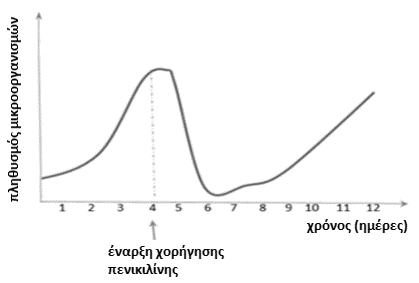 πληθυσμός μικροοργανισμών
1 2 3 4 5 6 7 8 9 10 11 12
χρόνος (ημέρες)
έναρξη χορήγησης
πενικιλίνης